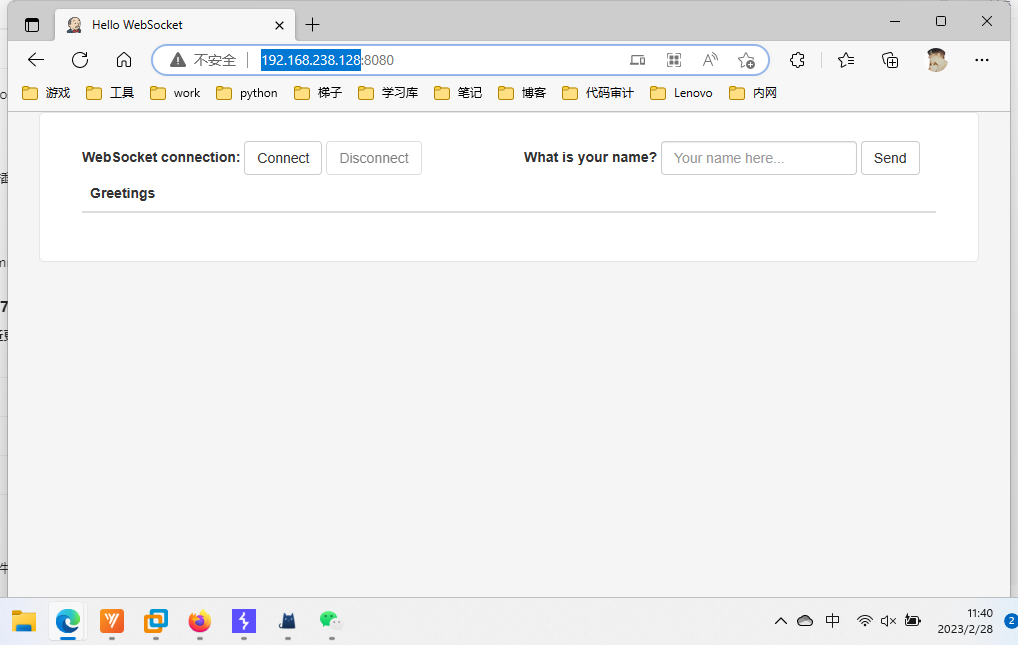 Hello WebSocket
不安全 192.168.238.128:8080
游戏 工具 work python 梯子 学习库 笔记 博客 代码审计 Lenovo 内网
WebSocket connection: Connect Disconnect What is your name? Your name here... Send
Greetings
中 11:40
2023/2/28 2